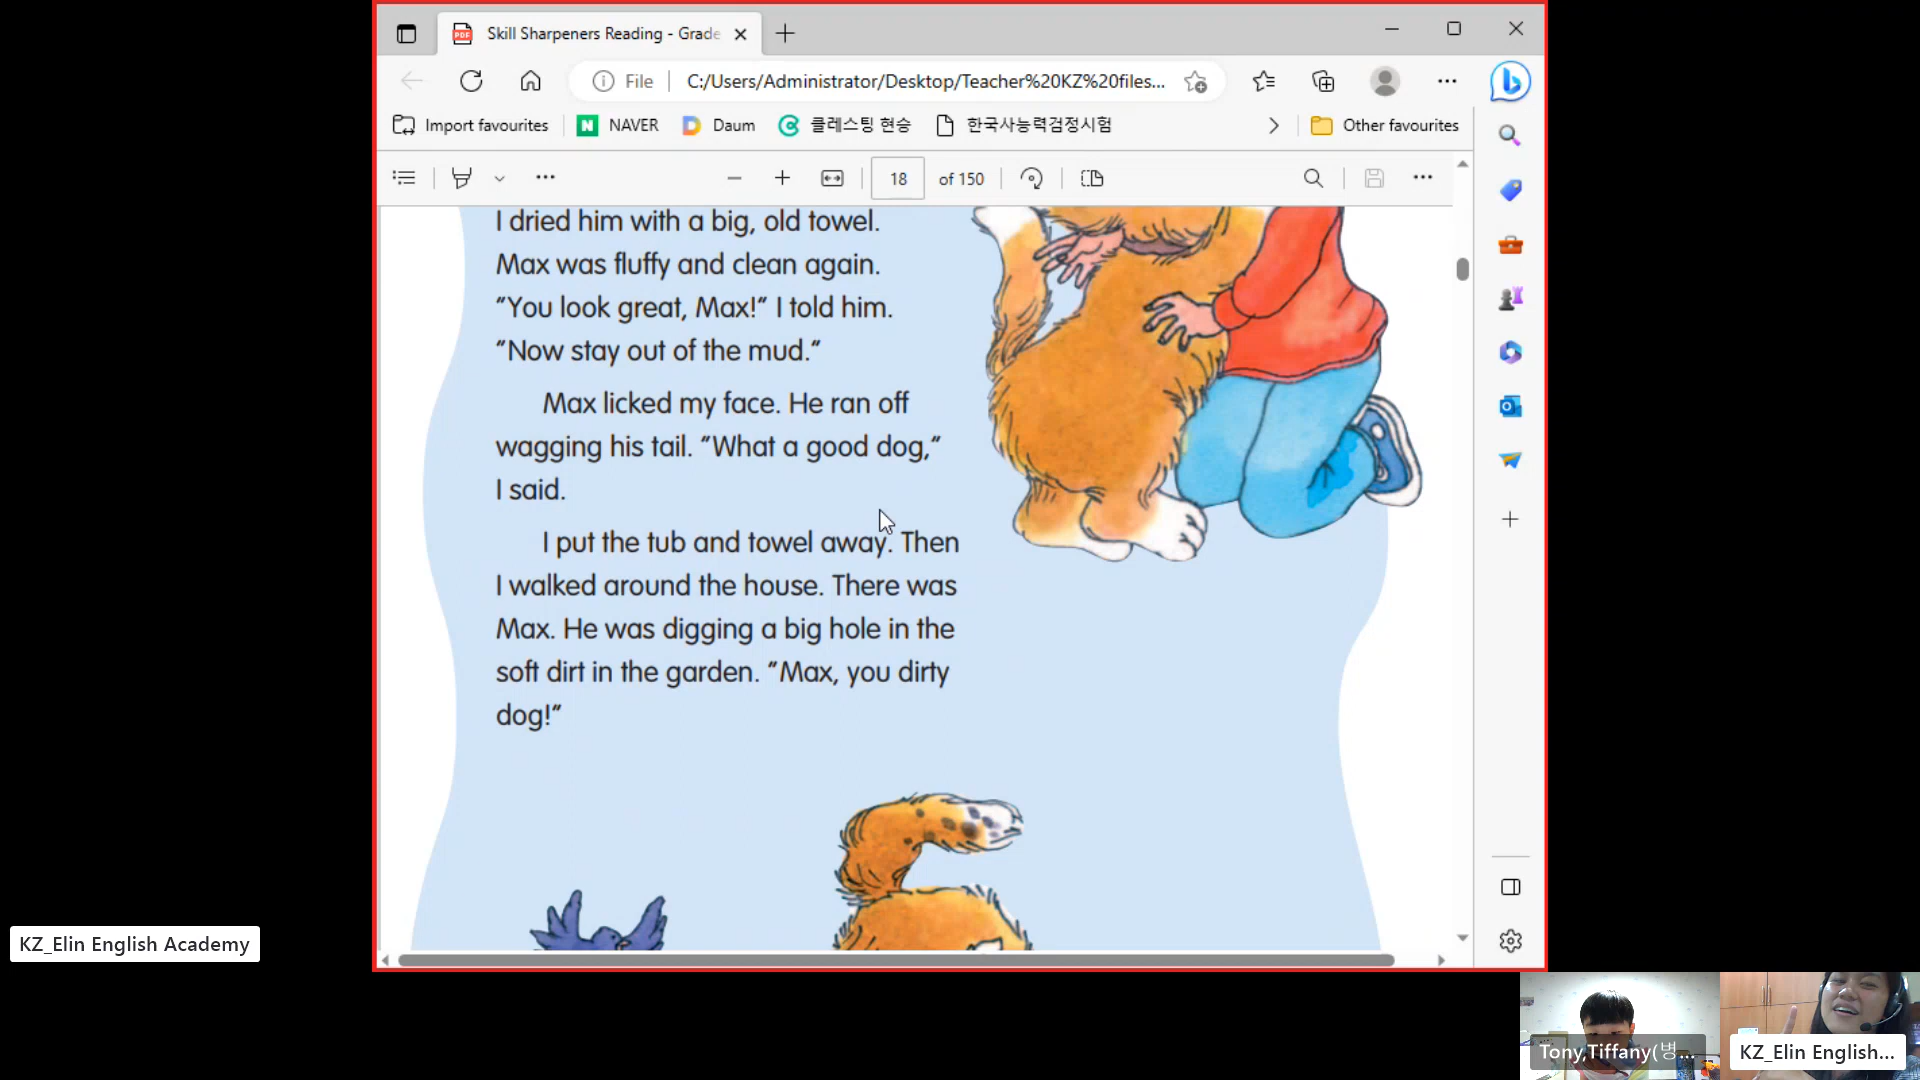 Skill Sharpeners Reading - Grade
File
C:/Users/Administrator/Desktop/Teacher%20KZ%20files...
Import favourites
NAVER
Daum
클레스팅 현승
한국사능력검정시험
Other favourites
18 of 150
I dried him with a big, old towel.
Max was fluffy and clean again.
“You look great, Max!“ I told him.
“Now stay out of the mud.“
Max licked my face. He ran off
wagging his tail. “What a good dog,“
I said.
I put the tub and towel away. Then
I walked around the house. There was
Max. He was digging a big hole in the
soft dirt in the garden. “Max, you dirty
dog!”
KZ_Elin English Academy
Tony,Tiffany(병...
KZ_Elin English...